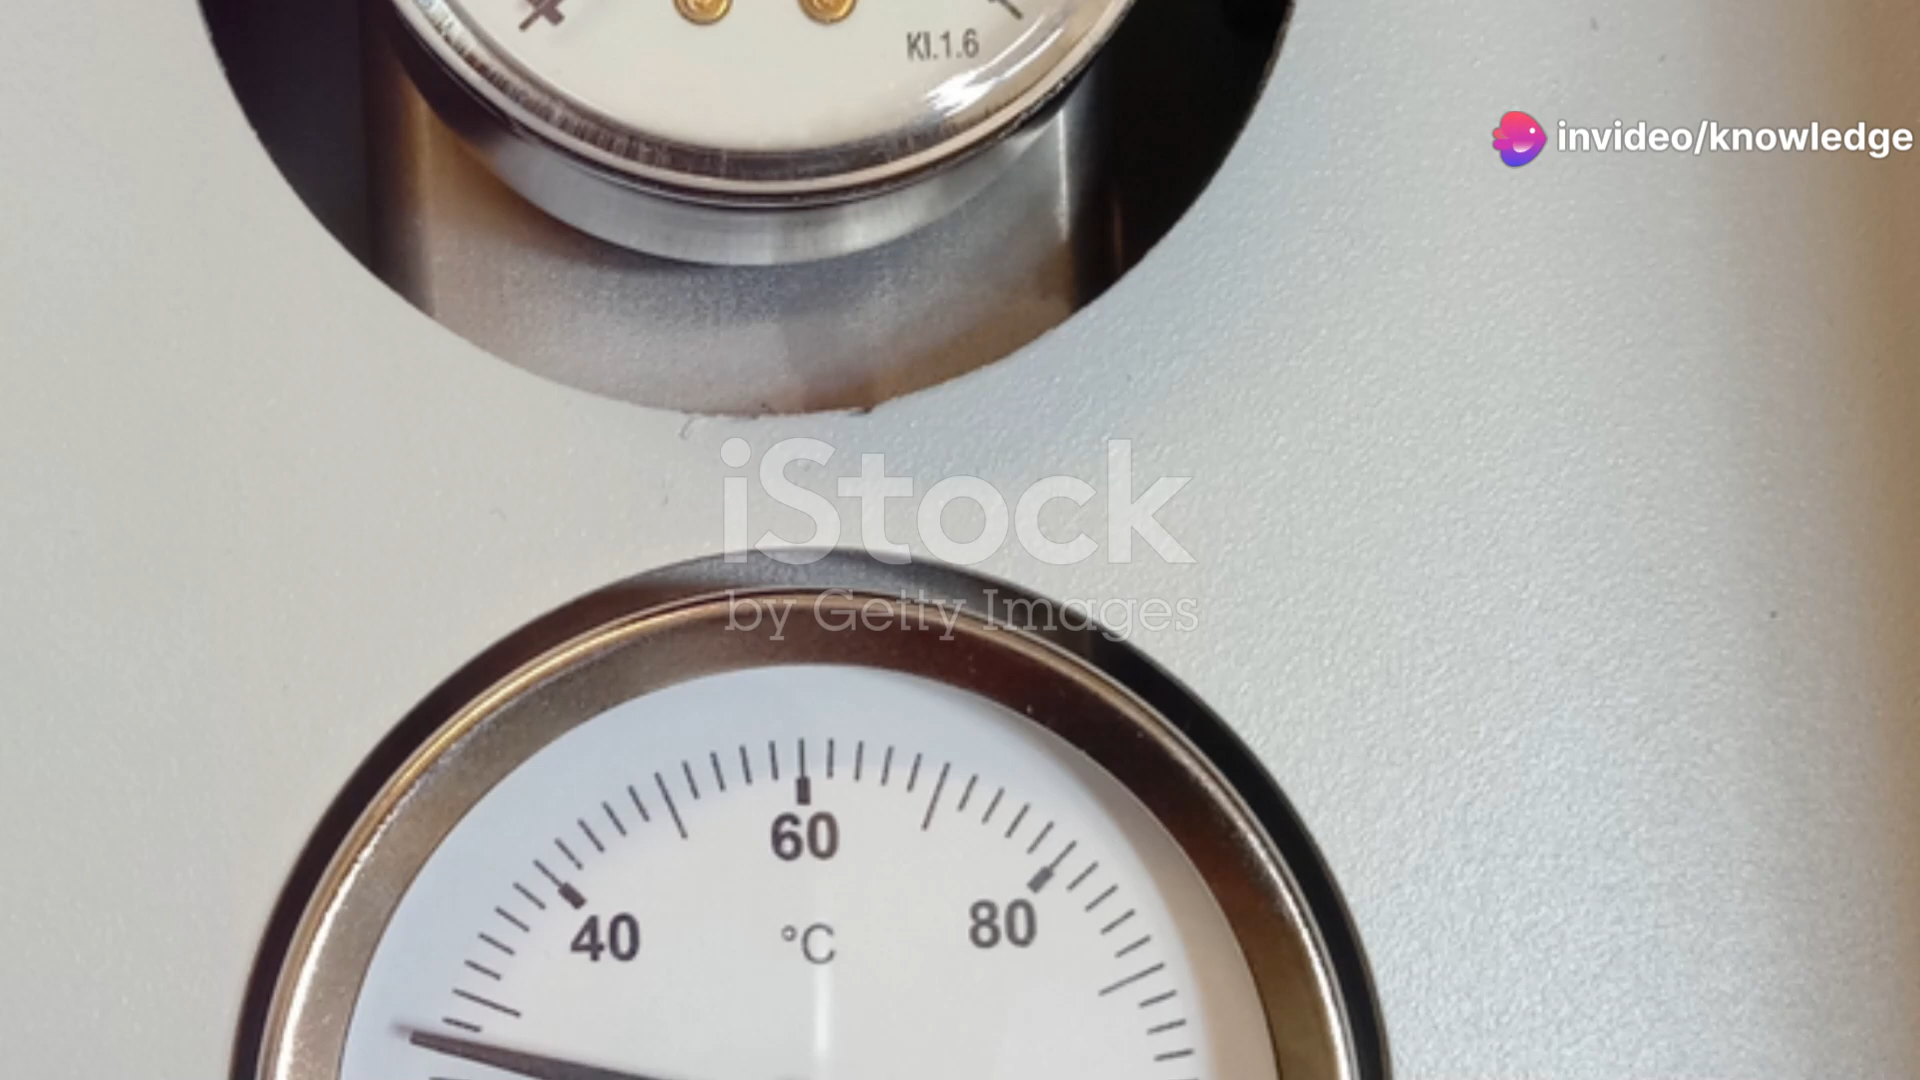 Kl.1.6
invideo/knowledge
iStock
by Getty Images
60
40
°C
80